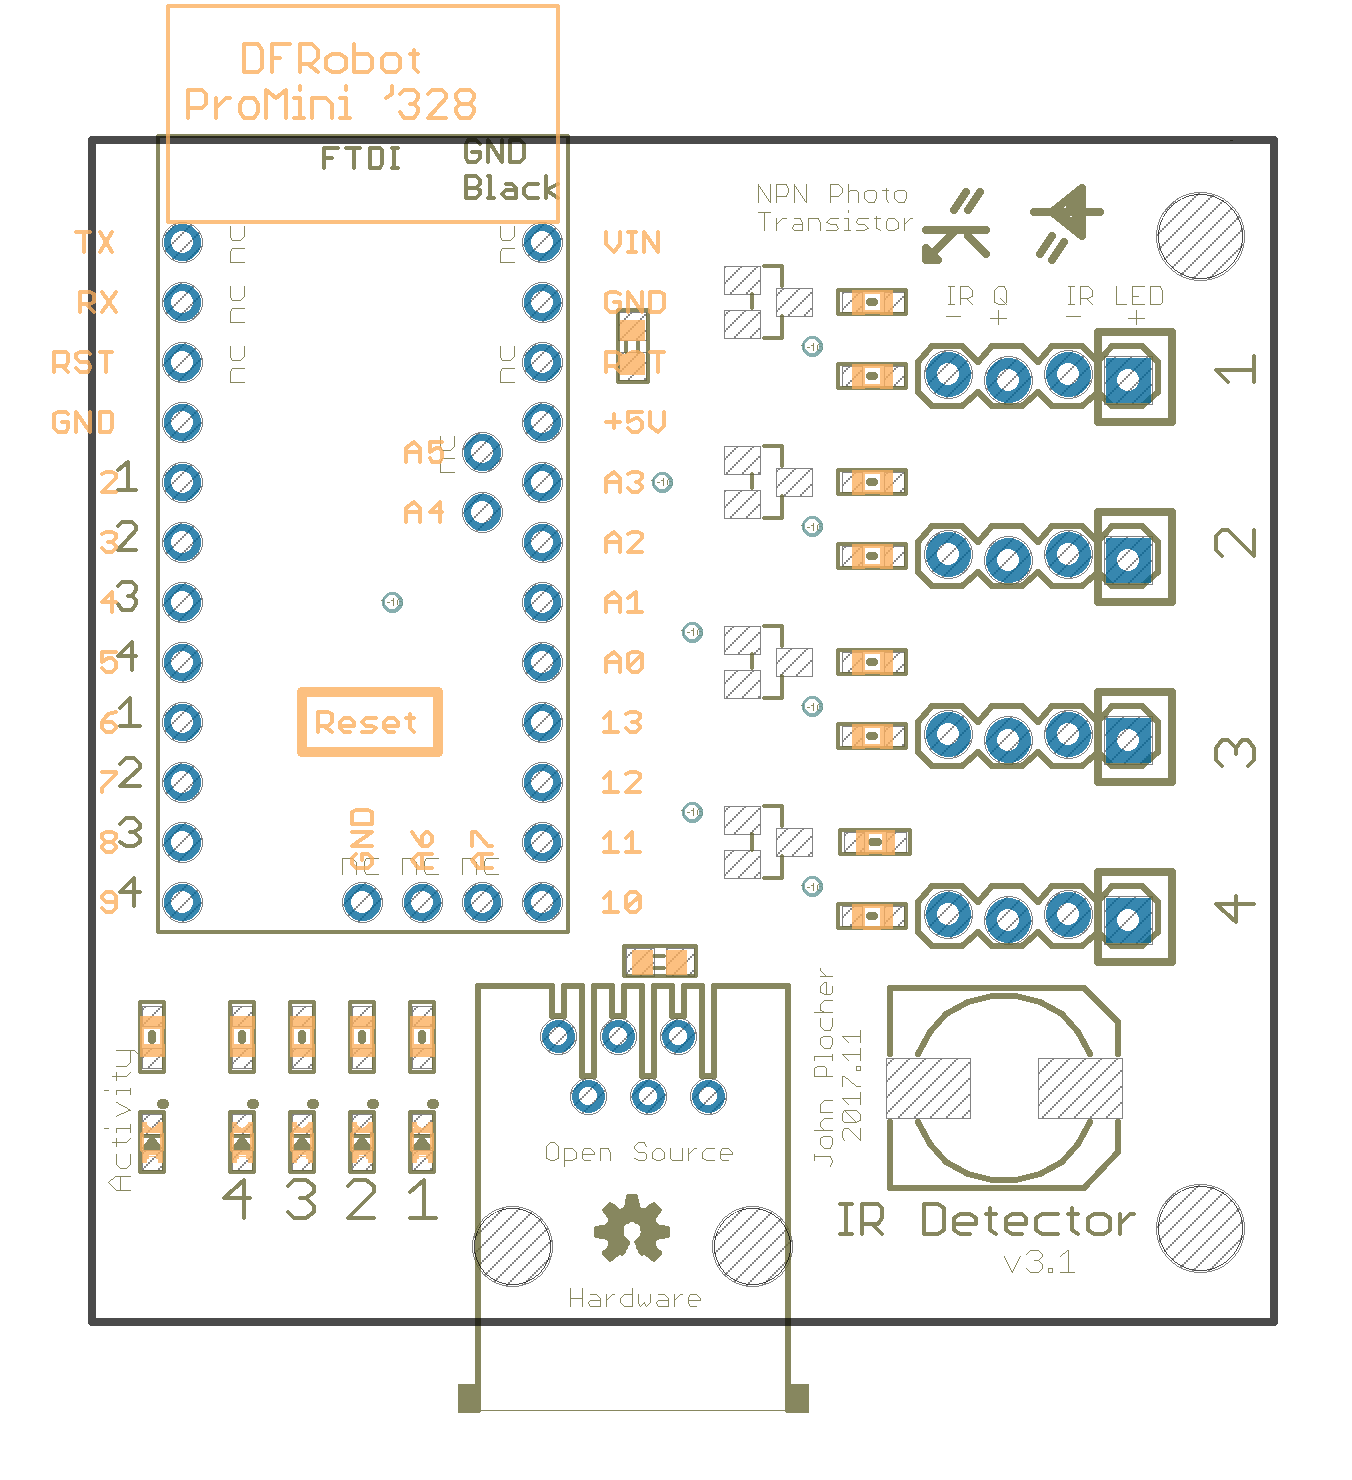 DFRobot
ProMini '328
FTDI
GND
Black
NPN Photo
Transistor
TX
RX
RST
GND
2
3
4
5
6
7
8
9
1
2
3
4
1
2
3
4
NC
NC
NC
NC
NC
NC
A5
A4
Reset
GND
A6
A7
NC
NC
NC
VIN
GND
RST
+5V
A3
A2
A1
A0
13
12
11
10
IR Q
- +
IR LED
- +
1
2
3
4
Activity
4 3 2 1
Open Source
Hardware
John Plocher
2017.11
IR Detector
v3.1